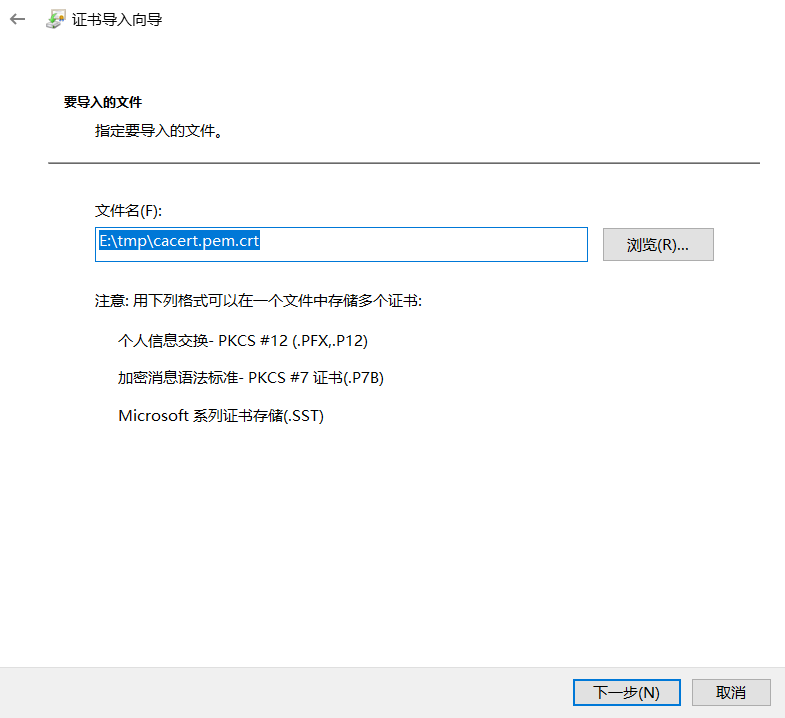 证书导入向导
要导入的文件
指定要导入的文件。
文件名(F):
E:\tmp\cacert.pem.crt
浏览(R)...
注意: 用下列格式可以在一个文件中存储多个证书:
个人信息交换- PKCS #12 (.PFX,.P12)
加密消息语法标准- PKCS #7 证书(.P7B)
Microsoft 系列证书存储(.SST)
下一步(N)
取消